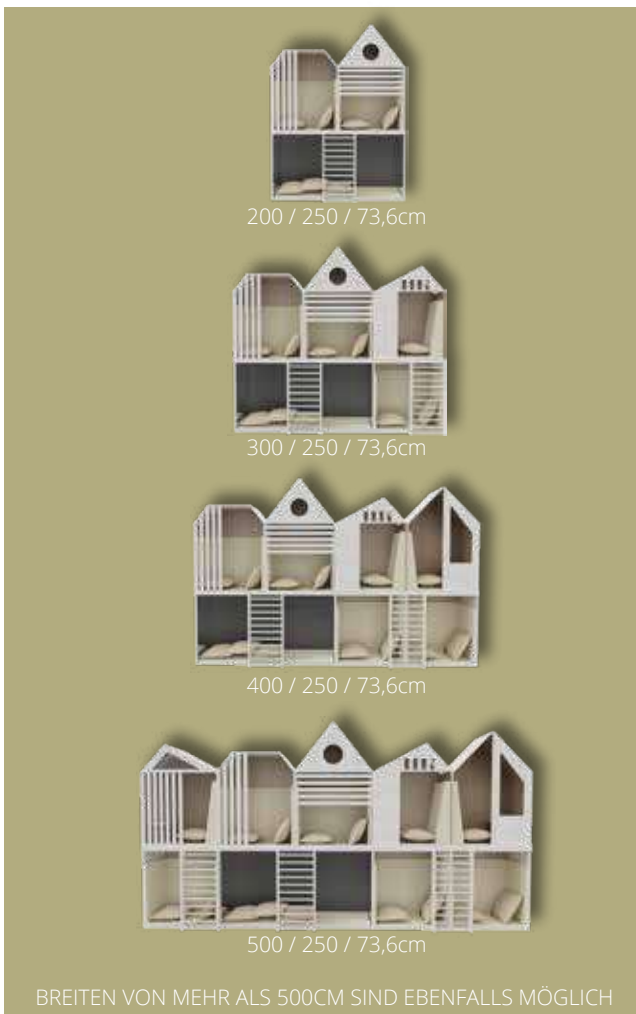 200 / 250 / 73,6cm
300 / 250 / 73,6cm
400 / 250 / 73,6cm
500 / 250 / 73,6cm
BREITEN VON MEHR ALS 500CM SIND EBENFALLS MÖGLICH